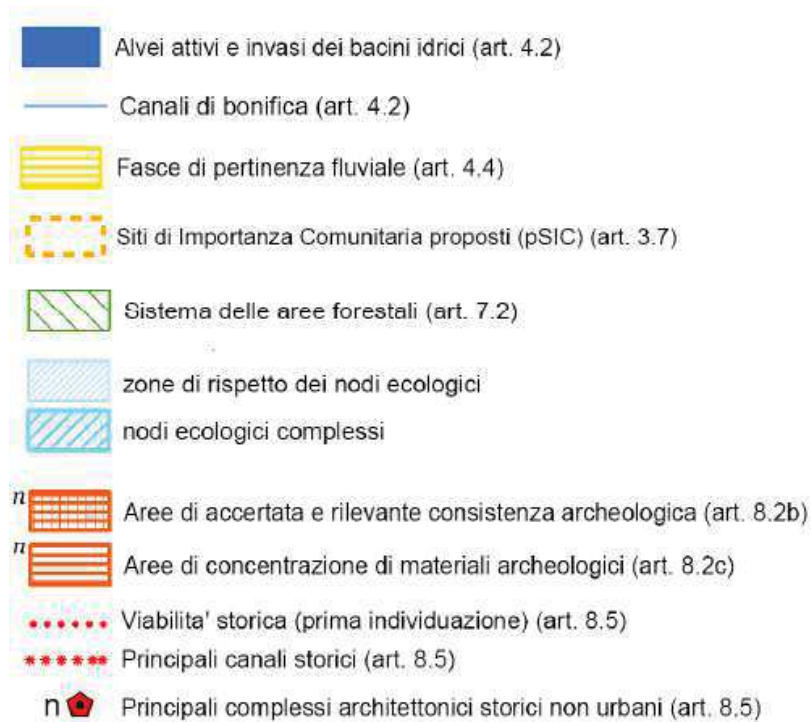 Alvei attivi e invasi dei bacini idrici (art. 4.2)
Canali di bonifica (art. 4.2)
Fasce di pertinenza fluviale (art. 4.4)
Siti di Importanza Comunitaria proposti (pSIC) (art. 3.7)
Sistema delle aree forestali (art. 7.2)
zone di rispetto dei nodi ecologici
nodi ecologici complessi
n Aree di accertata e rilevante consistenza archeologica (art. 8.2b)
n Aree di concentrazione di materiali archeologici (art. 8.2c)
Viabilita' storica (prima individuazione) (art. 8.5)
Principali canali storici (art. 8.5)
n Principali complessi architettonici storici non urbani (art. 8.5)